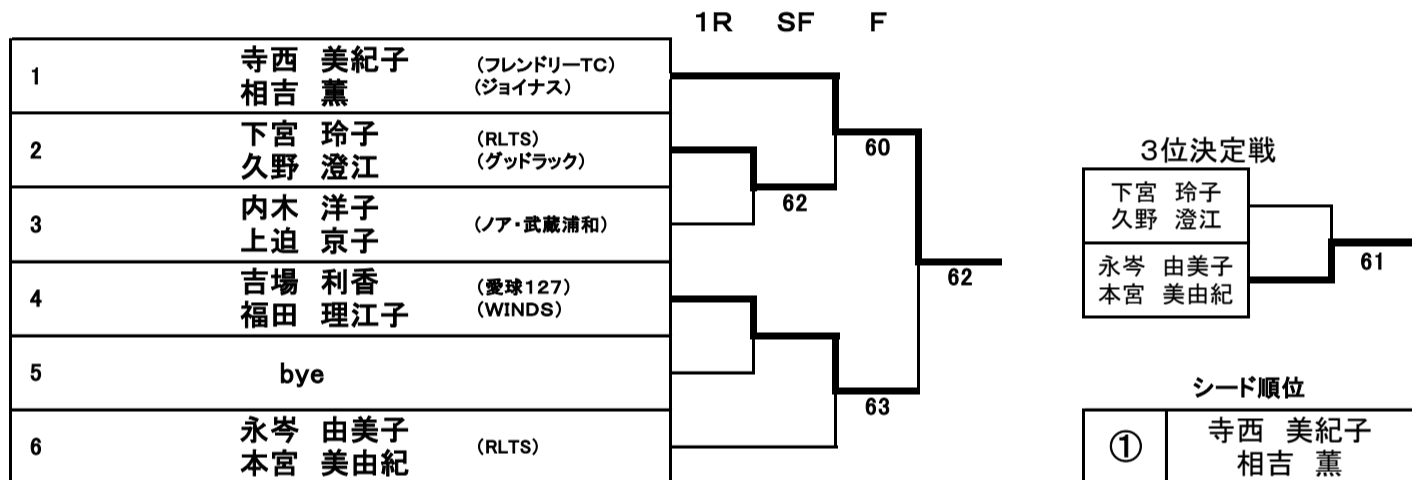 1R SF F
1 寺西 美紀子 (フレンドリーTC)
相吉 薫 (ジョイナス)
2 下宮 玲子 (RLTS)
久野 澄江 (グッドラック)
3 内木 洋子 (ノア・武蔵浦和)
上迫 京子
4 吉場 利香 (愛球127)
福田 理江子 (WINDS)
5 bye
6 永岑 由美子 (RLTS)
本宮 美由紀
60
62
62
63
3位決定戦
下宮 玲子
久野 澄江
永岑 由美子
本宮 美由紀
61
シード順位
① 寺西 美紀子
相吉 薫